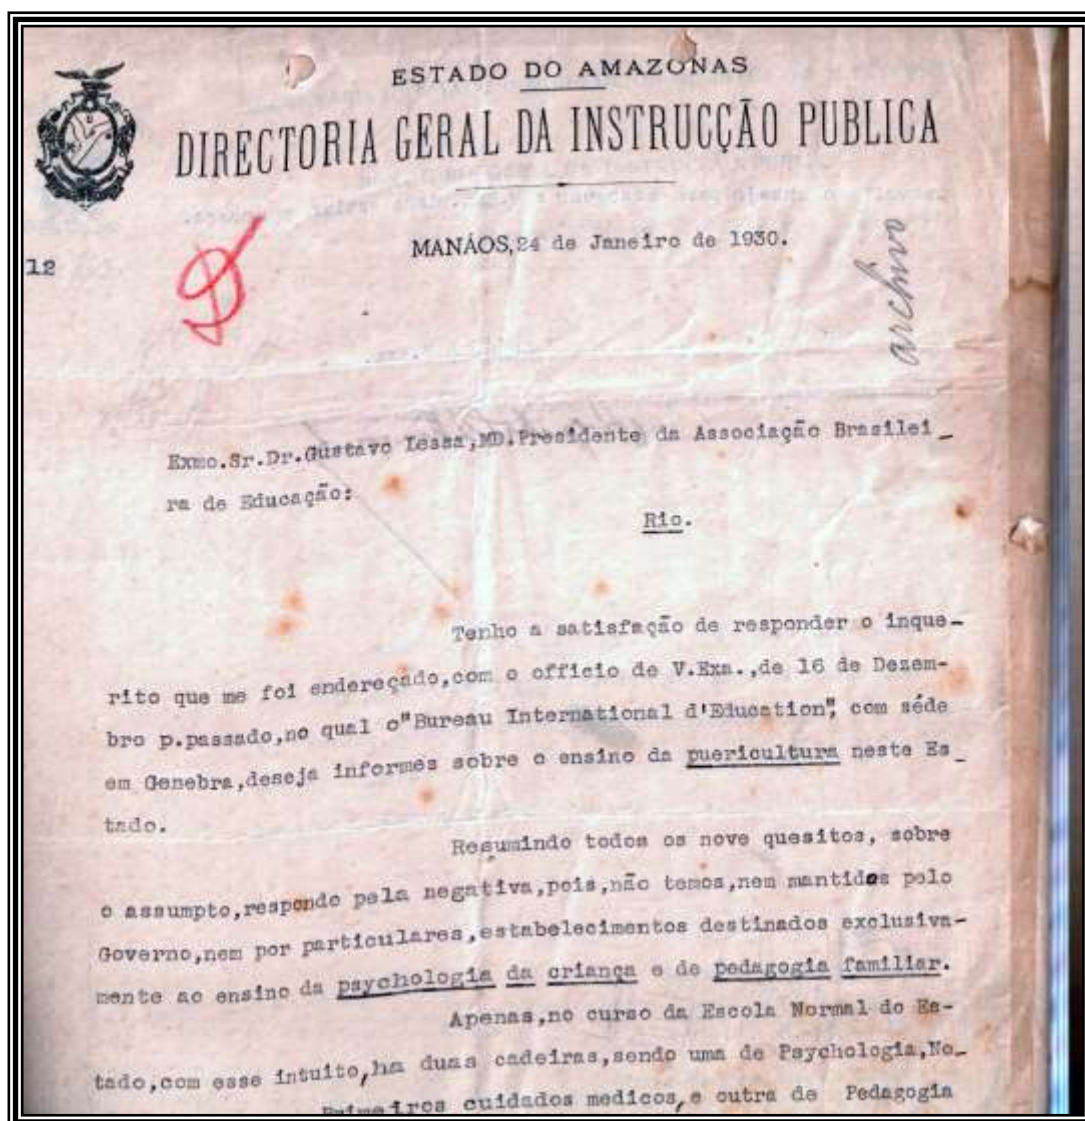 ESTADO DO AMAZONAS
DIRECTORIA GERAL DA INSTRUCÇÃO PUBLICA
MANÁOS,24 de Janeiro de 1930.
12
archivo
Exmo.Sr.Dr.Gustavo Lessa,MD.Presidente da Associação Brasilei_
ra de Educação:
Rio.
Tenho a satisfação de responder o inque-
rito que me foi endereçado,com o officio de V.Exa.,de 16 de Dezem-
bro p.passado,no qual o"Bureau International d'Education", com séde
em Genebra,deseja informes sobre o ensino da puericultura neste Es_
tado.
Resumindo todos os nove quesitos, sobre
o assumpto,respondo pela negativa,pois,não temos,nem mantidos pelo
Governo,nem por particulares,estabelecimentos destinados exclusiva-
mente ao ensino da psychologia da criança e de pedagogia familiar.
Apenas,no curso da Escola Normal do Es-
tado,com esse intuito,ha duas cadeiras,sendo uma de Psychologia,No_
Primeiros cuidados medicos,e outra de Pedagogia